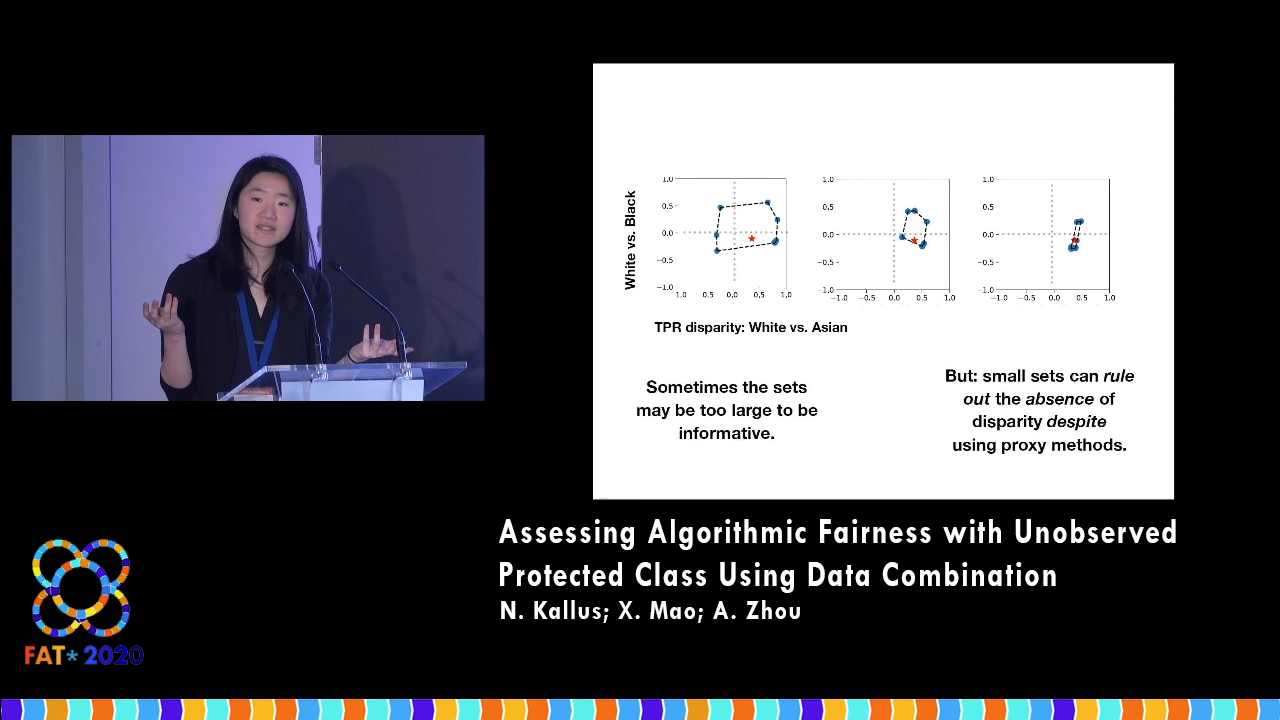 White vs. Black
1.0
0.5
0.0
−0.5
−1.0
1.0 0.5 0.0 0.5 1.0
1.0
0.5
0.0
−0.5
−1.0
−1.0 −0.5 0.0 0.5 1.0
1.0
0.5
0.0
−0.5
−1.0
−1.0 −0.5 0.0 0.5 1.0
TPR disparity: White vs. Asian
Sometimes the sets
may be too large to be
informative.
But: small sets can rule
out the absence of
disparity despite
using proxy methods.
Assessing Algorithmic Fairness with Unobserved
Protected Class Using Data Combination
N. Kallus; X. Mao; A. Zhou
FAT* 2020